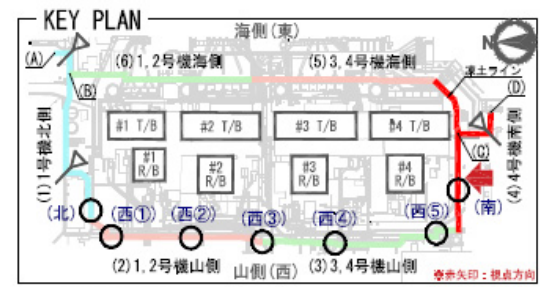 KEY PLAN
海側(東)
N
(A)
(6)1,2号機海側
(5)3,4号機海側
凍土ライン
(B)
(D)
#1 T/B
#2 T/B
#3 T/B
#4 T/B
(C)
#1
R/B
#2
R/B
#3
R/B
#4
R/B
(1)1号機北側
(4)4号機南側
(北)
(西①)
(西②)
(西③)
(西④)
(西⑤)
(南)
(2)1,2号機山側
山側(西)
(3)3,4号機山側
※赤矢印:視点方向